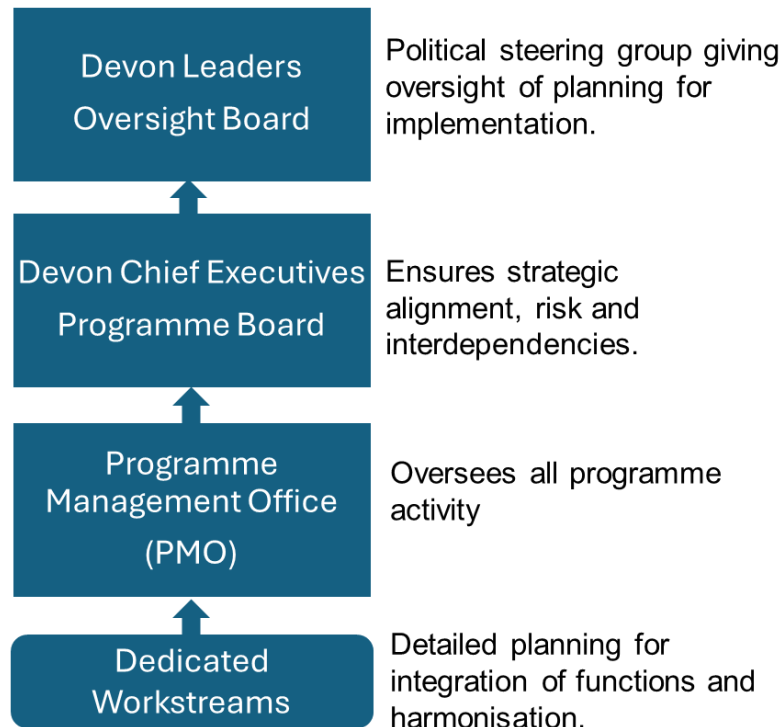 Devon Leaders
Oversight Board
Political steering group giving
oversight of planning for
implementation.
Devon Chief Executives
Programme Board
Ensures strategic
alignment, risk and
interdependencies.
Programme
Management Office
(PMO)
Oversees all programme
activity
Dedicated
Workstreams
Detailed planning for
integration of functions and
harmonisation.